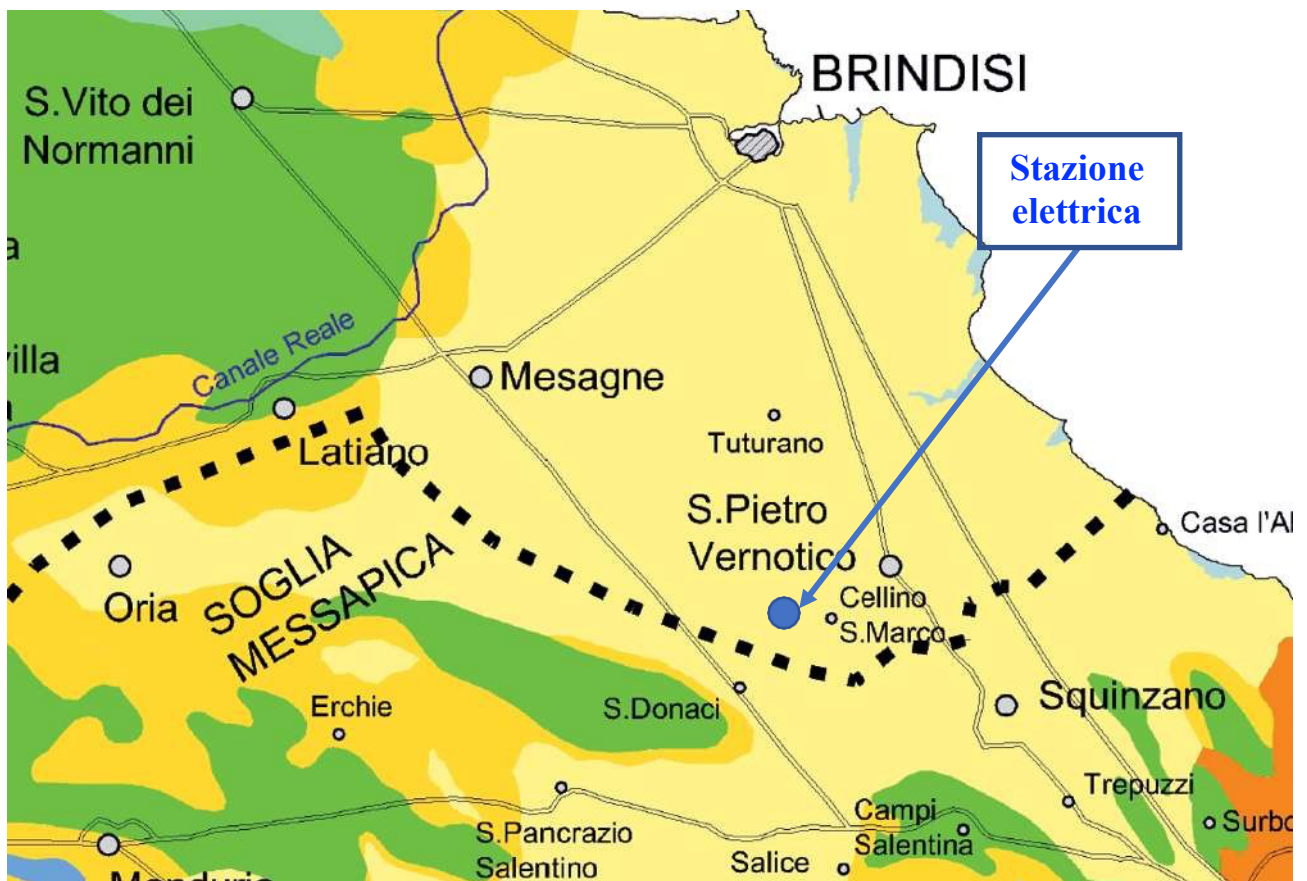 BRINDISI
S.Vito dei
Normanni
Stazione
elettrica
Canale Reale
villa
Mesagne
Tuturano
Latiano
S.Pietro
Vernotico
Casa l'Al
SOGLIA
MESSAPICA
Oria
Cellino
S.Marco
Erchie
S.Donaci
Squinzano
Trepuzzi
Campi
Salentina
Surbo
S.Pancrazio
Salentino
Salice